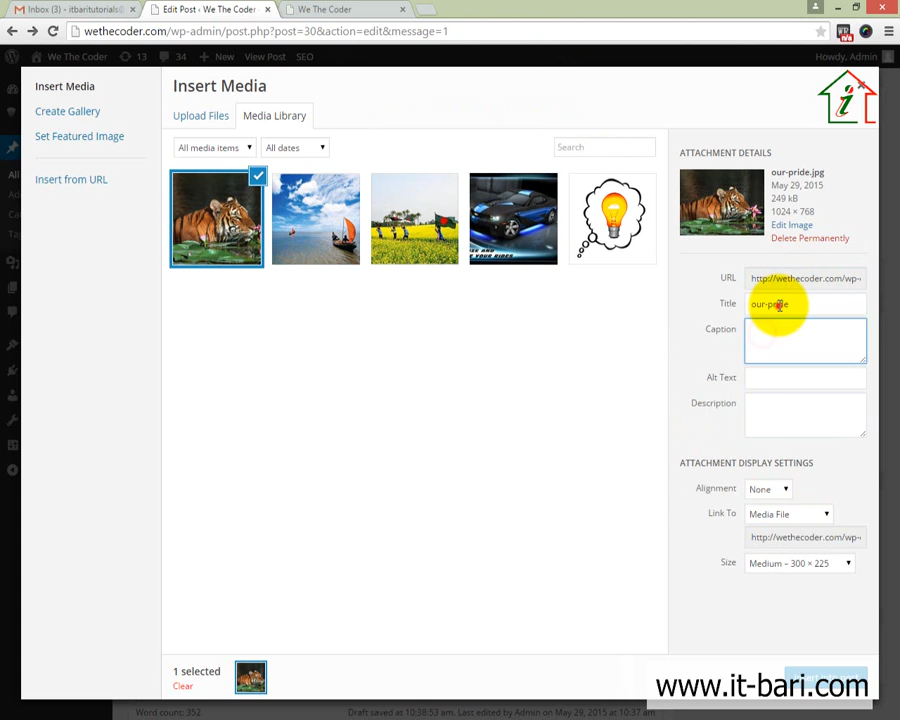 Inbox (3) - itbaritutorials@
Edit Post ‹ We The Coder
We The Coder
wethecoder.com/wp-admin/post.php?post=30&action=edit&message=1
We The Coder
13
34
New
View Post
SEO
Howdy, Admin
Insert Media
Create Gallery
Set Featured Image
Insert from URL
Insert Media
Upload Files
Media Library
All media items
All dates
Search
ATTACHMENT DETAILS
our-pride.jpg
May 29, 2015
249 kB
1024 × 768
Edit Image
Delete Permanently
URL http://wethecoder.com/wp-
Title our-pride
Caption
Alt Text
Description
ATTACHMENT DISPLAY SETTINGS
Alignment None
Link To Media File
http://wethecoder.com/wp-
Size Medium – 300 × 225
1 selected
Clear
www.it-bari.com
Word count: 352
Draft saved at 10:38:53 am. Last edited by Admin on May 29, 2015 at 10:37 am